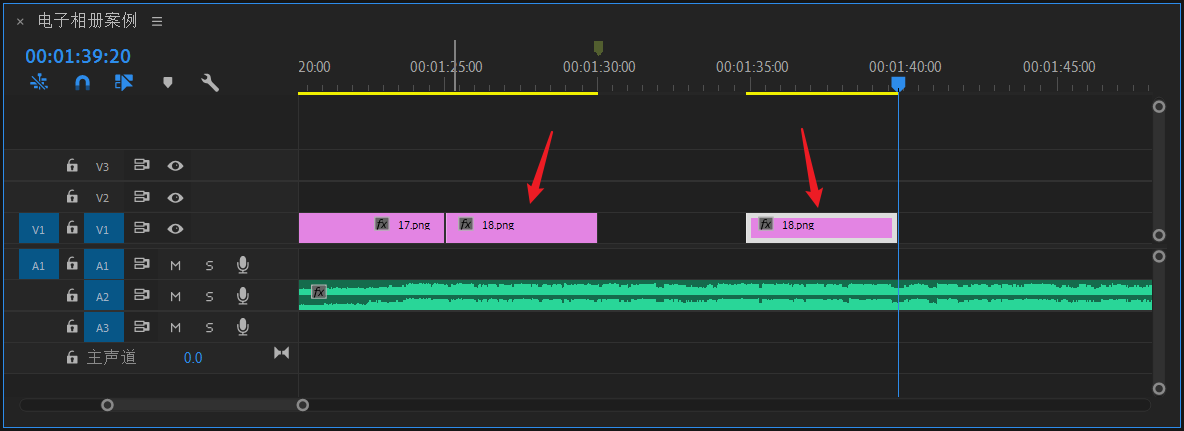 × 电子相册案例 ≡
00:01:39:20
20:00 00:01:25:00 00:01:30:00 00:01:35:00 00:01:40:00 00:01:45:00
V3
V2
V1 V1 fx 17.png fx 18.png fx 18.png
A1 A1 M S
A2 M S fx
A3 M S
主声道 0.0